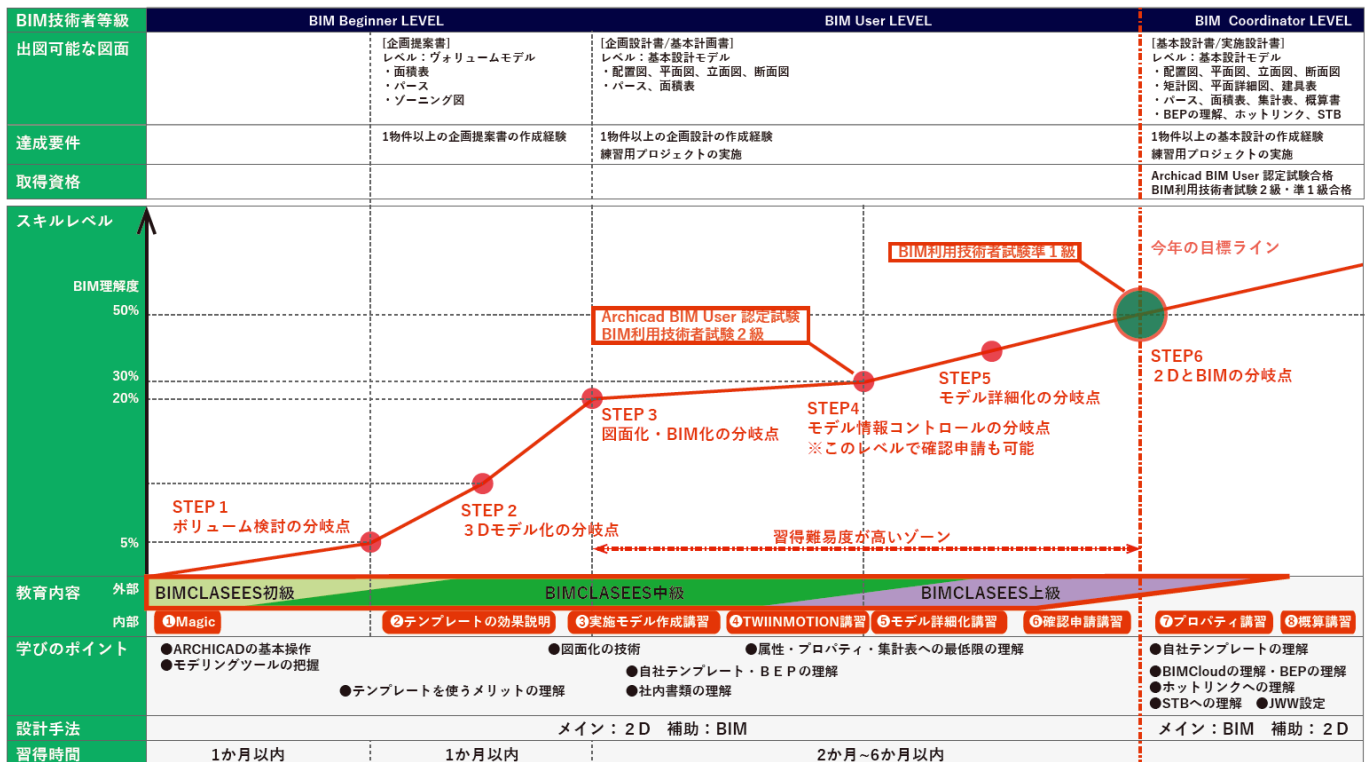 BIM技術者等級
BIM Beginner LEVEL
BIM User LEVEL
BIM Coordinator LEVEL
出図可能な図面
[企画提案書]
レベル：ヴォリュームモデル
・面積表
・パース
・ゾーニング図
[企画設計書/基本計画書]
レベル：基本設計モデル
・配置図、平面図、立面図、断面図
・パース、面積表
[基本設計書/実施設計書]
レベル：基本設計モデル
・配置図、平面図、立面図、断面図
・矩計図、平面詳細図、建具表
・パース、面積表、集計表、概算書
・BEPの理解、ホットリンク、STB
達成要件
1物件以上の企画提案書の作成経験
1物件以上の企画設計の作成経験
練習用プロジェクトの実施
1物件以上の基本設計の作成経験
練習用プロジェクトの実施
取得資格
Archicad BIM User 認定試験合格
BIM利用技術者試験２級・準１級合格
スキルレベル
BIM理解度
50%
30%
20%
5%
BIM利用技術者試験準１級
今年の目標ライン
Archicad BIM User 認定試験
BIM利用技術者試験２級
STEP6
２DとBIMの分岐点
STEP5
モデル詳細化の分岐点
STEP4
モデル情報コントロールの分岐点
※このレベルで確認申請も可能
STEP３
図面化・BIM化の分岐点
STEP１
ボリューム検討の分岐点
STEP２
３Dモデル化の分岐点
習得難易度が高いゾーン
教育内容
外部
BIMCLASEES初級
BIMCLASEES中級
BIMCLASEES上級
内部
❶Magic
❷テンプレートの効果説明
❸実施モデル作成講習
❹TWIINMOTION講習
❺モデル詳細化講習
❻確認申請講習
❼プロパティ講習
❽概算講習
学びのポイント
●ARCHICADの基本操作
●モデリングツールの把握
●テンプレートを使うメリットの理解
●図面化の技術
●自社テンプレート・ＢＥＰの理解
●社内書類の理解
●属性・プロパティ・集計表への最低限の理解
●自社テンプレートの理解
●BIMCloudの理解・BEPの理解
●ホットリンクへの理解
●STBへの理解　●JWW設定
設計手法
メイン：２D　補助：BIM
メイン：BIM　補助：２D
習得時間
1か月以内
1か月以内
2か月~6か月以内